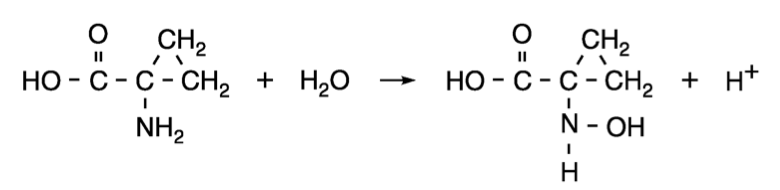 O CH₂ O CH₂
HO - C - C - CH₂ + H₂O → HO - C - C - CH₂ + H⁺
NH₂ N - OH
H